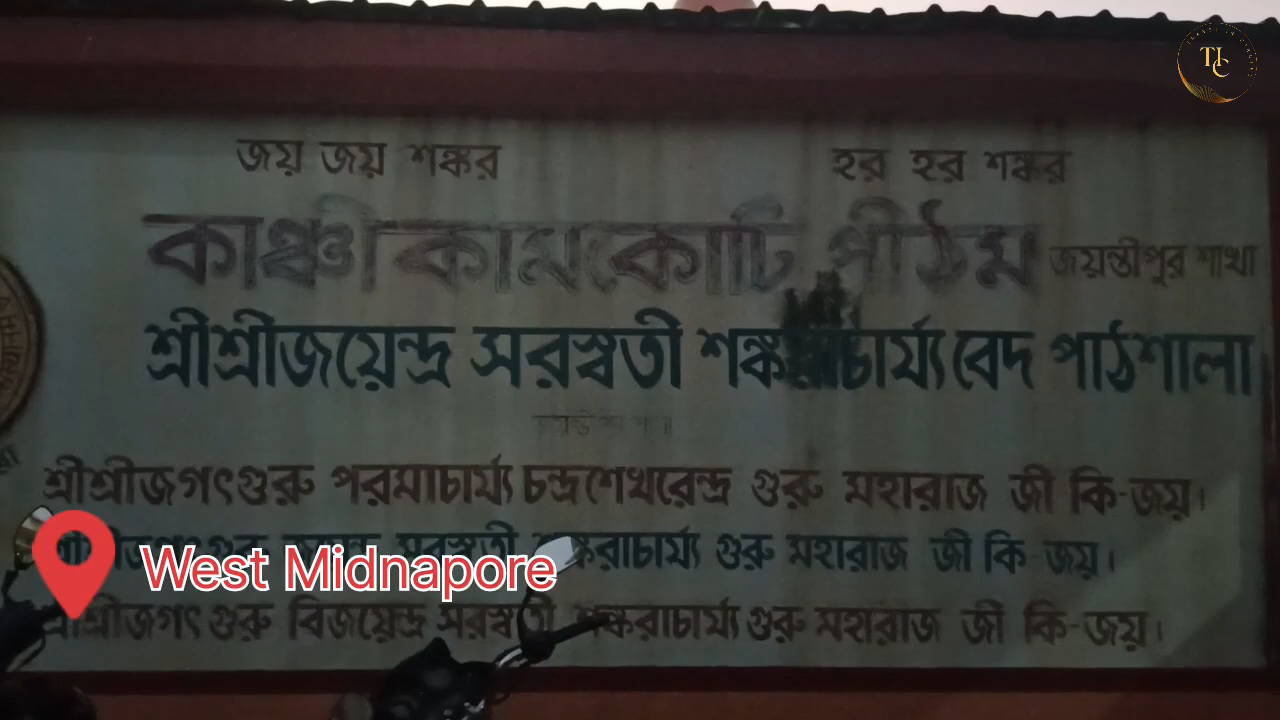 TIC
জয় জয় শঙ্কর হর হর শঙ্কর
কাঞ্চীকামকোটি পীঠম জয়ন্তীপুর শাখা
শ্রীশ্রীজয়েন্দ্র সরস্বতী শঙ্করাচার্য্য বেদ পাঠশালা
শ্রীশ্রীজগৎগুরু পরমাচার্য্য চন্দ্রশেখরেন্দ্র গুরু মহারাজ জী কি-জয়।
সরস্বতী শঙ্করাচার্য্য গুরু মহারাজ জী কি-জয়।
West Midnapore
শ্রীশ্রীজগৎগুরু বিজয়েন্দ্র সরস্বতী শঙ্করাচার্য্য গুরু মহারাজ জী কি-জয়।